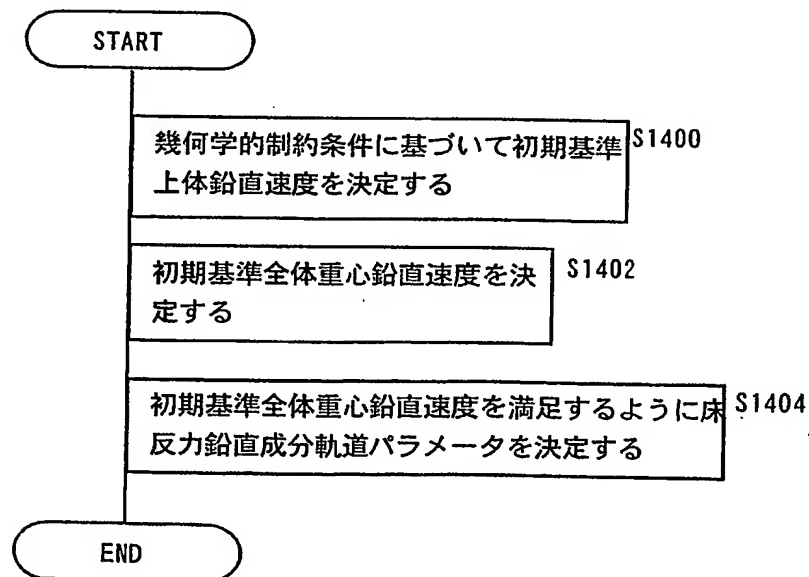 START
幾何学的制約条件に基づいて初期基準 S1400
上体鉛直速度を決定する
初期基準全体重心鉛直速度を決 S1402
定する
初期基準全体重心鉛直速度を満足するように床 S1404
反力鉛直成分軌道パラメータを決定する
END